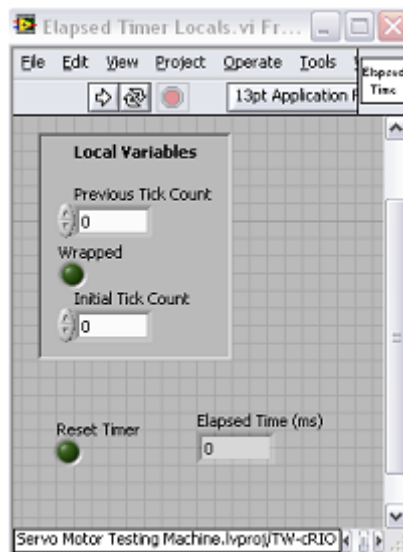 Elapsed Timer Locals.vi Fr...
File Edit View Project Operate Tools
13pt Application F
Elapsed
Time
Local Variables
Previous Tick Count
0
Wrapped
Initial Tick Count
0
Reset Timer
Elapsed Time (ms)
0
Servo Motor Testing Machine.lvproj/TW-cRIO